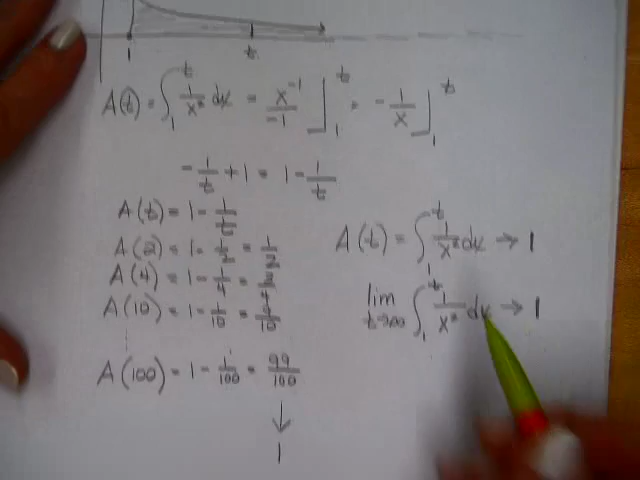 1 t
A(t) = ∫₁ᵗ 1/x² dx = x⁻¹/-1 ]₁ᵗ = - 1/x ]₁ᵗ
- 1/t + 1 = 1 - 1/t
A(t) = 1 - 1/t
A(2) = 1 - 1/2 = 1/2
A(4) = 1 - 1/4 = 3/4
A(10) = 1 - 1/10 = 9/10
⋮
A(100) = 1 - 1/100 = 99/100
↓
1
A(t) = ∫₁ᵗ 1/x² dx → 1
lim t→∞ ∫₁ᵗ 1/x² dx → 1